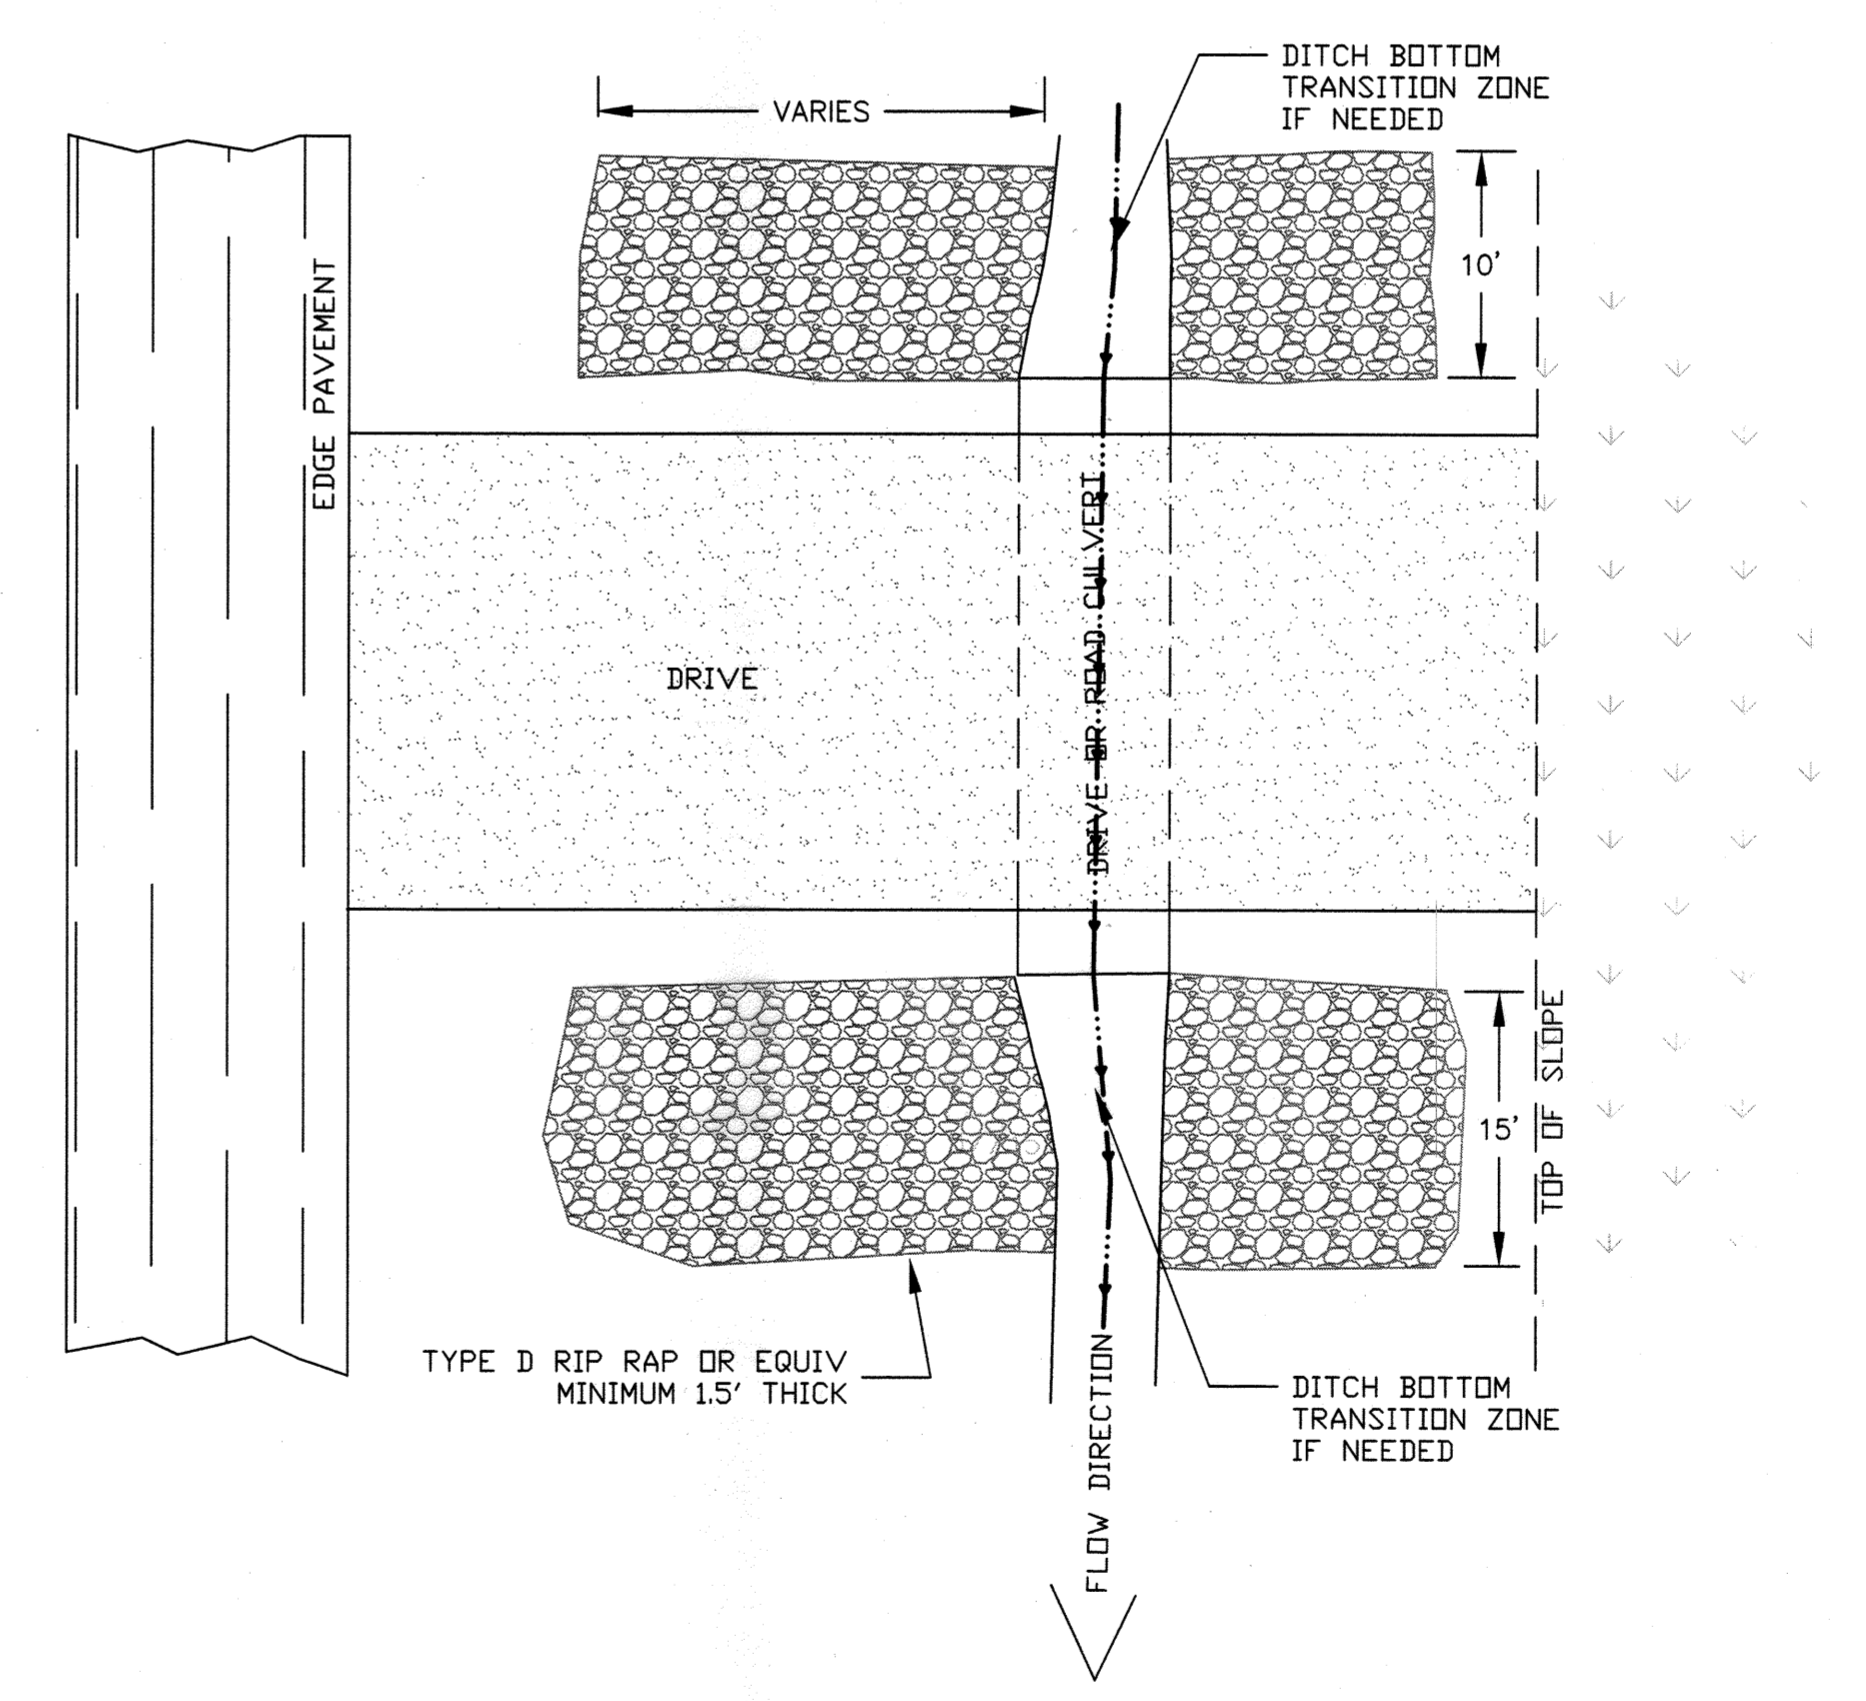 DITCH BOTTOM
TRANSITION ZONE
IF NEEDED
VARIES
10'
EDGE PAVEMENT
DRIVE OR ROAD CULVERT
DRIVE
TOP OF SLOPE
15'
TYPE D RIP RAP OR EQUIV
MINIMUM 1.5' THICK
DITCH BOTTOM
TRANSITION ZONE
IF NEEDED
FLOW DIRECTION